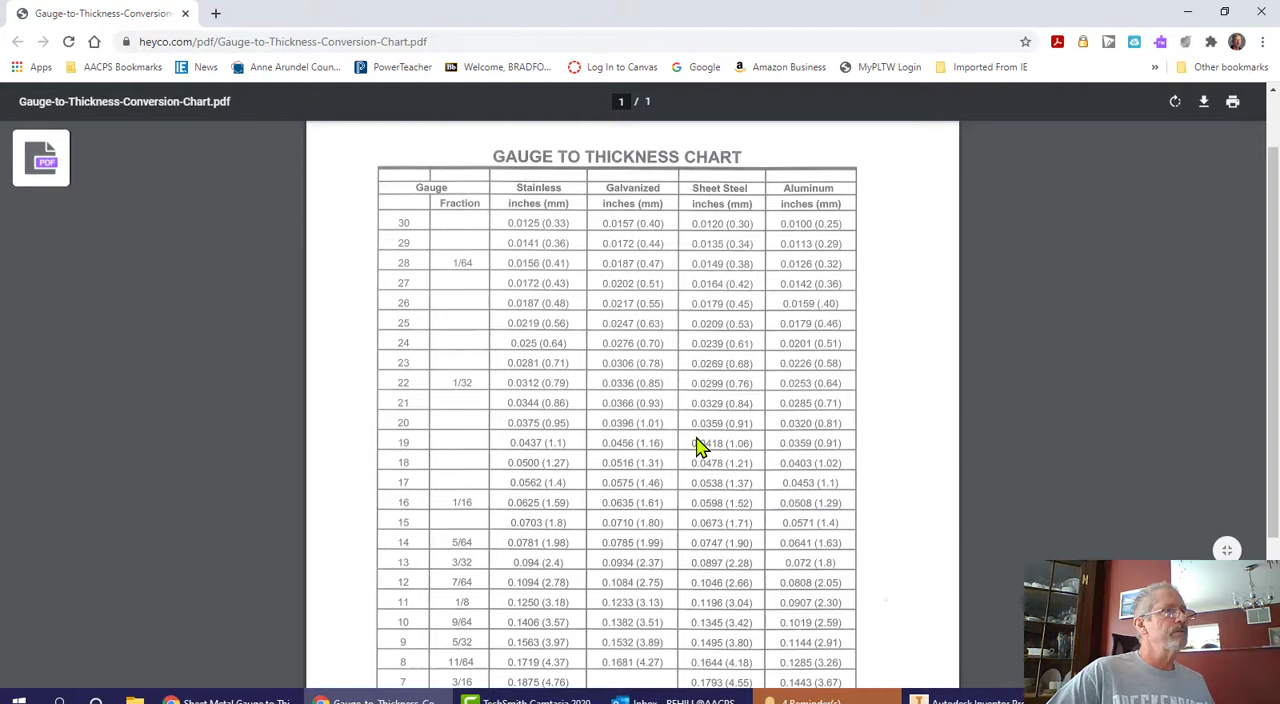 Gauge-to-Thickness-Conversion-
heyco.com/pdf/Gauge-to-Thickness-Conversion-Chart.pdf
Apps AACPS Bookmarks News Anne Arundel Coun... PowerTeacher Welcome, BRADFO... Log In to Canvas Google Amazon Business MyPLTW Login Imported From IE » Other bookmarks
Gauge-to-Thickness-Conversion-Chart.pdf 1 / 1
PDF
GAUGE TO THICKNESS CHART
Gauge Stainless Galvanized Sheet Steel Aluminum
Fraction inches (mm) inches (mm) inches (mm) inches (mm)
30 0.0125 (0.33) 0.0157 (0.40) 0.0120 (0.30) 0.0100 (0.25)
29 0.0141 (0.36) 0.0172 (0.44) 0.0135 (0.34) 0.0113 (0.29)
28 1/64 0.0156 (0.41) 0.0187 (0.47) 0.0149 (0.38) 0.0126 (0.32)
27 0.0172 (0.43) 0.0202 (0.51) 0.0164 (0.42) 0.0142 (0.36)
26 0.0187 (0.48) 0.0217 (0.55) 0.0179 (0.45) 0.0159 (.40)
25 0.0219 (0.56) 0.0247 (0.63) 0.0209 (0.53) 0.0179 (0.46)
24 0.025 (0.64) 0.0276 (0.70) 0.0239 (0.61) 0.0201 (0.51)
23 0.0281 (0.71) 0.0306 (0.78) 0.0269 (0.68) 0.0226 (0.58)
22 1/32 0.0312 (0.79) 0.0336 (0.85) 0.0299 (0.76) 0.0253 (0.64)
21 0.0344 (0.86) 0.0366 (0.93) 0.0329 (0.84) 0.0285 (0.71)
20 0.0375 (0.95) 0.0396 (1.01) 0.0359 (0.91) 0.0320 (0.81)
19 0.0437 (1.1) 0.0456 (1.16) (1.06) 0.0359 (0.91)
18 0.0500 (1.27) 0.0516 (1.31) 0.0478 (1.21) 0.0403 (1.02)
17 0.0562 (1.4) 0.0575 (1.46) 0.0538 (1.37) 0.0453 (1.1)
16 1/16 0.0625 (1.59) 0.0635 (1.61) 0.0598 (1.52) 0.0508 (1.29)
15 0.0703 (1.8) 0.0710 (1.80) 0.0673 (1.71) 0.0571 (1.4)
14 5/64 0.0781 (1.98) 0.0785 (1.99) 0.0747 (1.90) 0.0641 (1.63)
13 3/32 0.094 (2.4) 0.0934 (2.37) 0.0897 (2.28) 0.072 (1.8)
12 7/64 0.1094 (2.78) 0.1084 (2.75) 0.1046 (2.66) 0.0808 (2.05)
11 1/8 0.1250 (3.18) 0.1233 (3.13) 0.1196 (3.04) 0.0907 (2.30)
10 9/64 0.1406 (3.57) 0.1382 (3.51) 0.1345 (3.42) 0.1019 (2.59)
9 5/32 0.1563 (3.97) 0.1532 (3.89) 0.1495 (3.80) 0.1144 (2.91)
8 11/64 0.1719 (4.37) 0.1681 (4.27) 0.1644 (4.18) 0.1285 (3.26)
7 3/16 0.1875 (4.76) 0.1793 (4.55) 0.1443 (3.67)
Sheet Metal Gauge to Thi... Gauge-to-Thickness-Co... TechSmith Camtasia 2020 Inbox 4 Reminder(s) Autodesk Inventor Pro